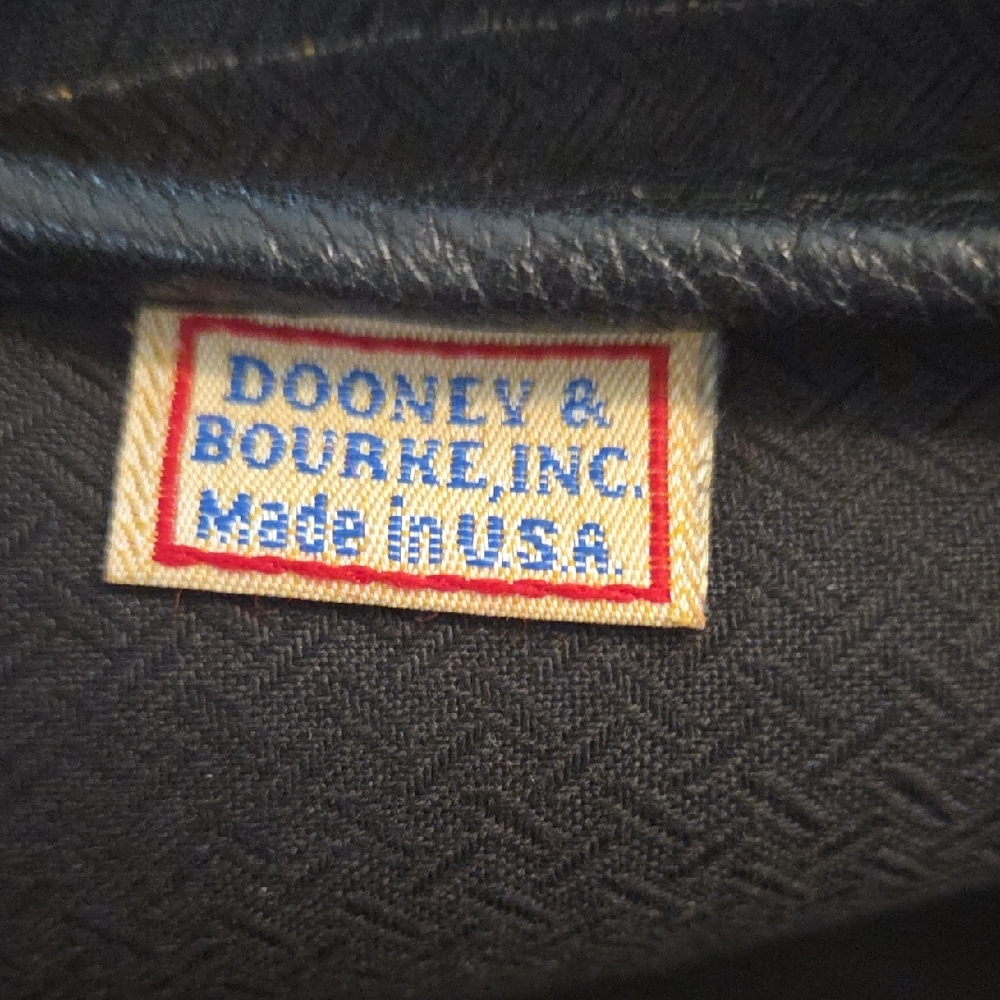 DOONEY &
BOURKE, INC.
Made in U.S.A.